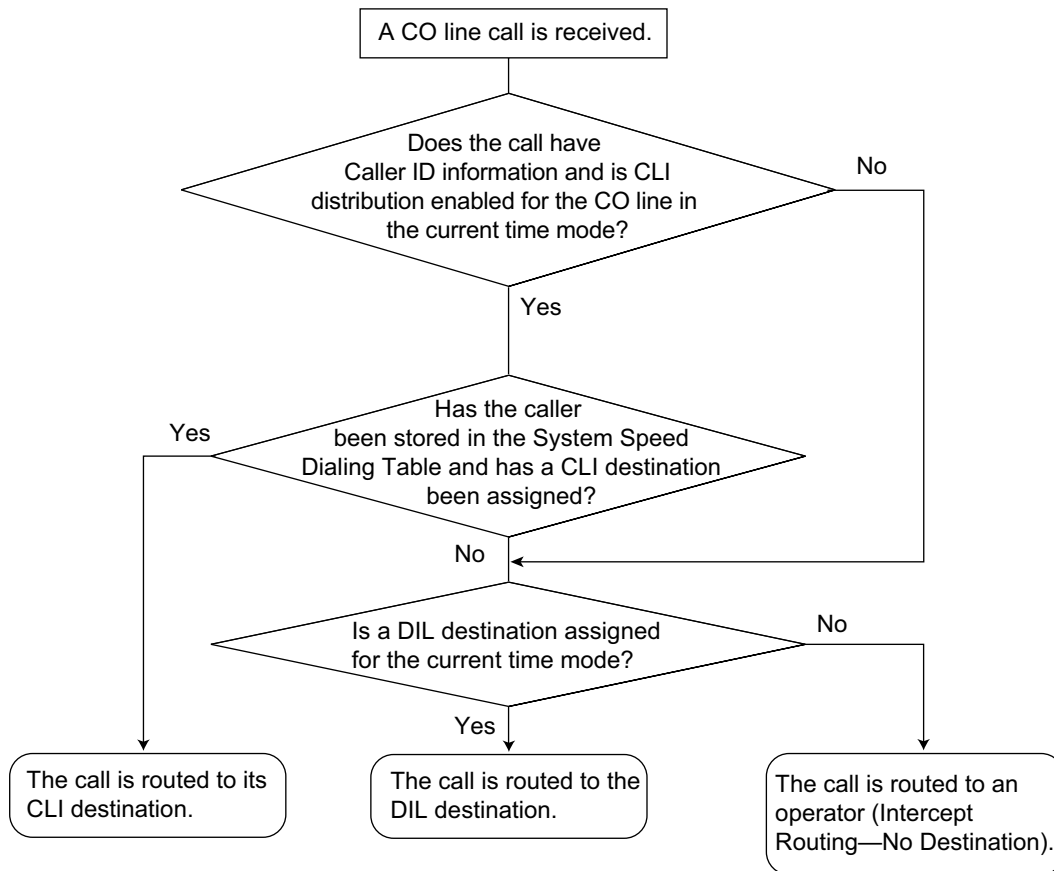 A CO line call is received.
Does the call have
Caller ID information and is CLI
distribution enabled for the CO line in
the current time mode?
No
Yes
Has the caller
been stored in the System Speed
Dialing Table and has a CLI destination
been assigned?
Yes
No
Is a DIL destination assigned
for the current time mode?
No
Yes
The call is routed to its
CLI destination.
The call is routed to the
DIL destination.
The call is routed to an
operator (Intercept
Routing—No Destination).